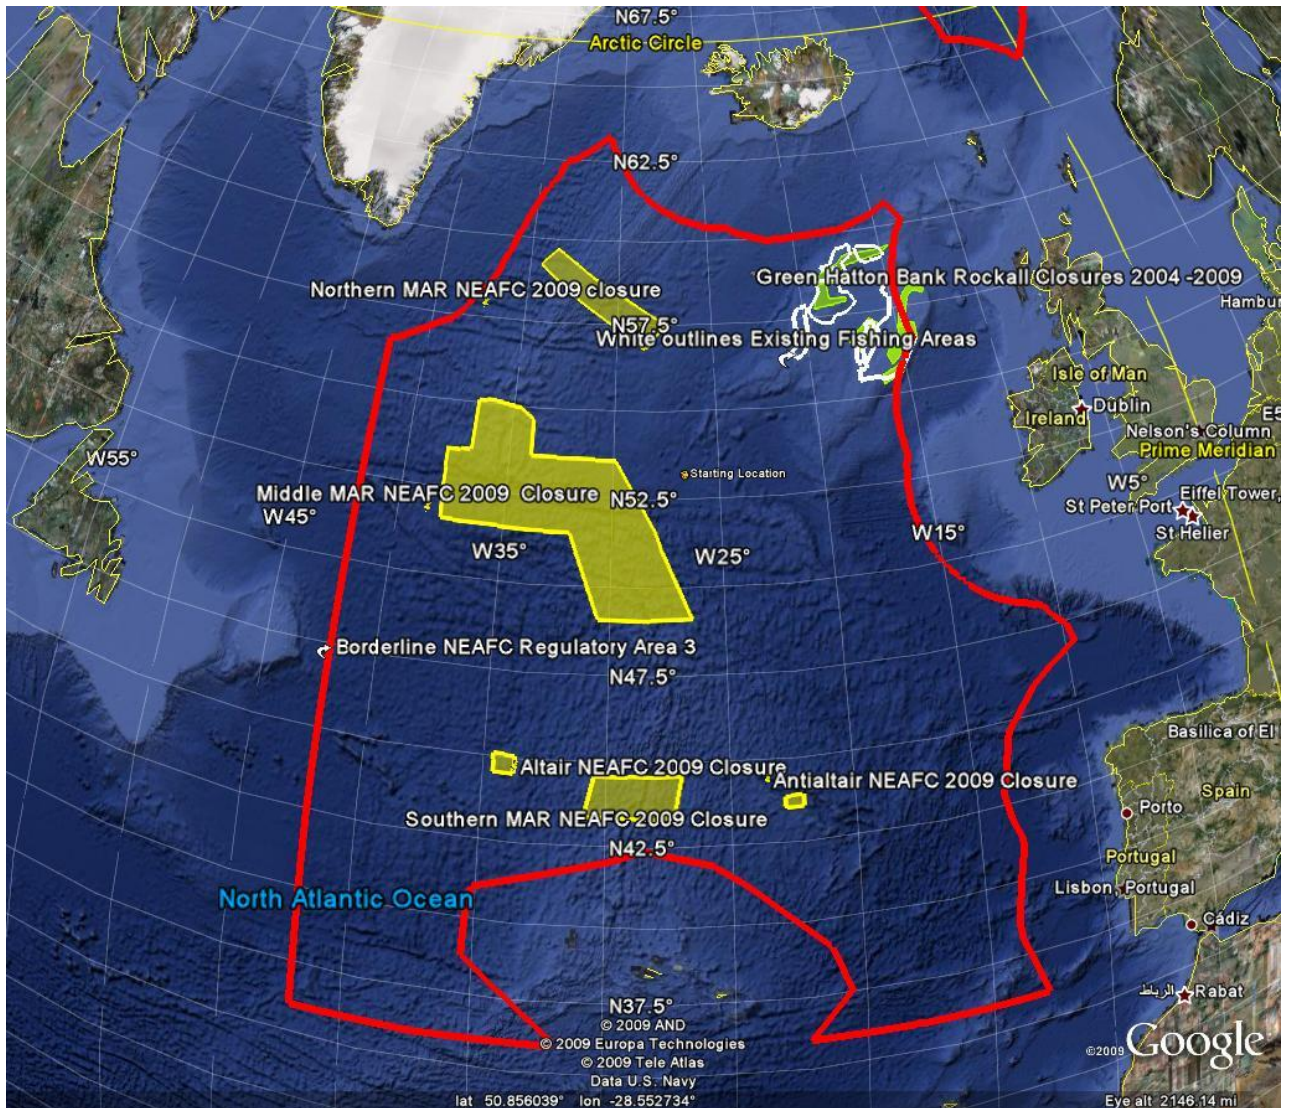 N67.5°
Arctic Circle
N62.5°
Green Hatton Bank Rockall Closures 2004 -2009
Northern MAR NEAFC 2009 closure
Hambur
N57.5°
White outlines Existing Fishing Areas
Isle of Man
Dublin
Ireland
E5
Nelson's Column
Prime Meridian
W55°
Starting Location
W5°
Middle MAR NEAFC 2009 Closure
N52.5°
Eiffel Tower,
St Peter Port
W45°
St Helier
W15°
W35°
W25°
Borderline NEAFC Regulatory Area 3
N47.5°
Basilica of El
Altair NEAFC 2009 Closure
Antialtair NEAFC 2009 Closure
Spain
Porto
Southern MAR NEAFC 2009 Closure
N42.5°
Portugal
Lisbon, Portugal
North Atlantic Ocean
Cádiz
الرباط
Rabat
N37.5°
© 2009 AND
© 2009 Europa Technologies
© 2009 Tele Atlas
Data U.S. Navy
©2009 Google
lat 50.856039° lon -28.552734°
Eye alt 2146.14 mi